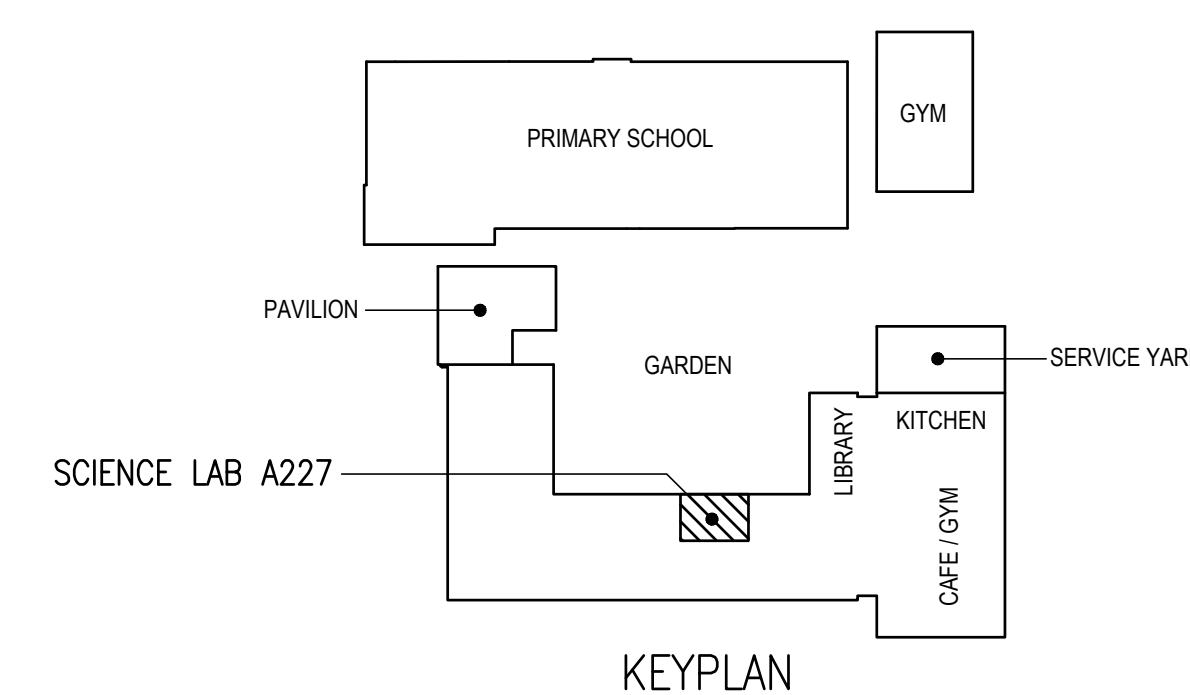 GYM
PRIMARY SCHOOL
PAVILION
GARDEN
SERVICE YAR
LIBRARY
KITCHEN
SCIENCE LAB A227
CAFE / GYM
KEYPLAN